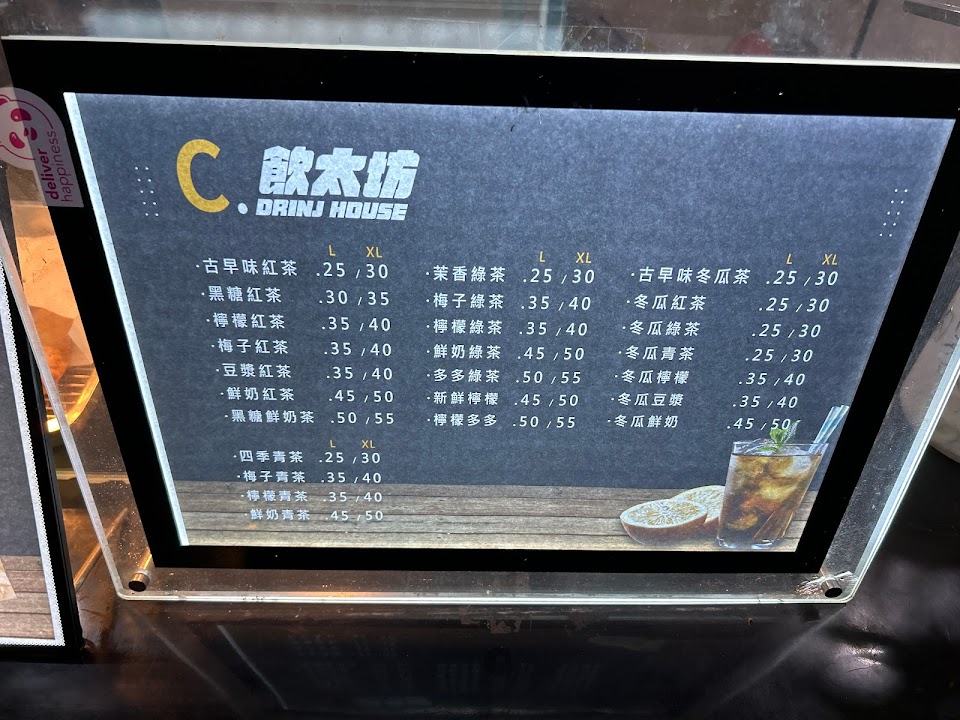 deliver
happiness
C. 飲太坊
DRINJ HOUSE
L XL
·古早味紅茶 .25 / 30
·黑糖紅茶 .30 / 35
·檸檬紅茶 .35 / 40
·梅子紅茶 .35 / 40
·豆漿紅茶 .35 / 40
·鮮奶紅茶 .45 / 50
·黑糖鮮奶茶 .50 / 55
L XL
·四季青茶 .25 / 30
·梅子青茶 .35 / 40
·檸檬青茶 .35 / 40
·鮮奶青茶 .45 / 50
L XL
·茉香綠茶 .25 / 30
·梅子綠茶 .35 / 40
·檸檬綠茶 .35 / 40
·鮮奶綠茶 .45 / 50
·多多綠茶 .50 / 55
·新鮮檸檬 .45 / 50
·檸檬多多 .50 / 55
L XL
·古早味冬瓜茶 .25 / 30
·冬瓜紅茶 .25 / 30
·冬瓜綠茶 .25 / 30
·冬瓜青茶 .25 / 30
·冬瓜檸檬 .35 / 40
·冬瓜豆漿 .35 / 40
·冬瓜鮮奶 .45 / 50